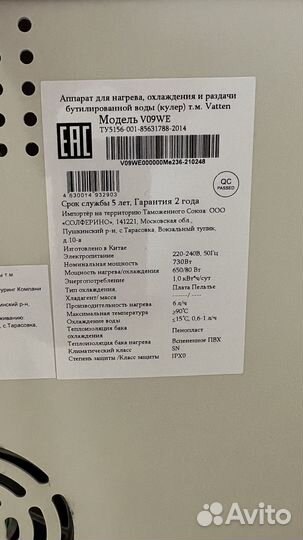 Аппарат для нагрева, охлаждения и раздачи
бутилированной воды (кулер) т.м. Vatten
Модель V09WE
ТУ5156-001-85631788-2014
EAC
V09WE000000Me236-210248
4 630014 932903
QC
PASSED
Срок службы 5 лет, Гарантия 2 года
Импортёр на территорию Таможенного Союза ООО
«СОЛФЕРИНО», 141221, Московская обл.,
Пушкинский р-н, с Тарасовка, Вокзальный тупик,
д.10-а
Изготовлено в Китае
Электропитание 220-240В, 50 Гц
Номинальная мощность 730Вт
Мощность нагрева/охлаждения 650/80 Вт
Энергопотребление 1,0 кВт*ч/сут
Тип охлаждения Плата Пельтье
Хладагент/масса -
Производительность нагрева 6 л/ч
Максимальная температура ≥90°C
Охлаждение воды ≤15°C, 0,6-1 л/ч
Теплоизоляция бака
охлаждения Пенопласт
Теплоизоляция бака нагрева Вспененное ПВХ
Климатический класс SN
Степень защиты /Класс защиты IPX0
т.м.
Компани
р-н,
с.Тарасовка,
Avito